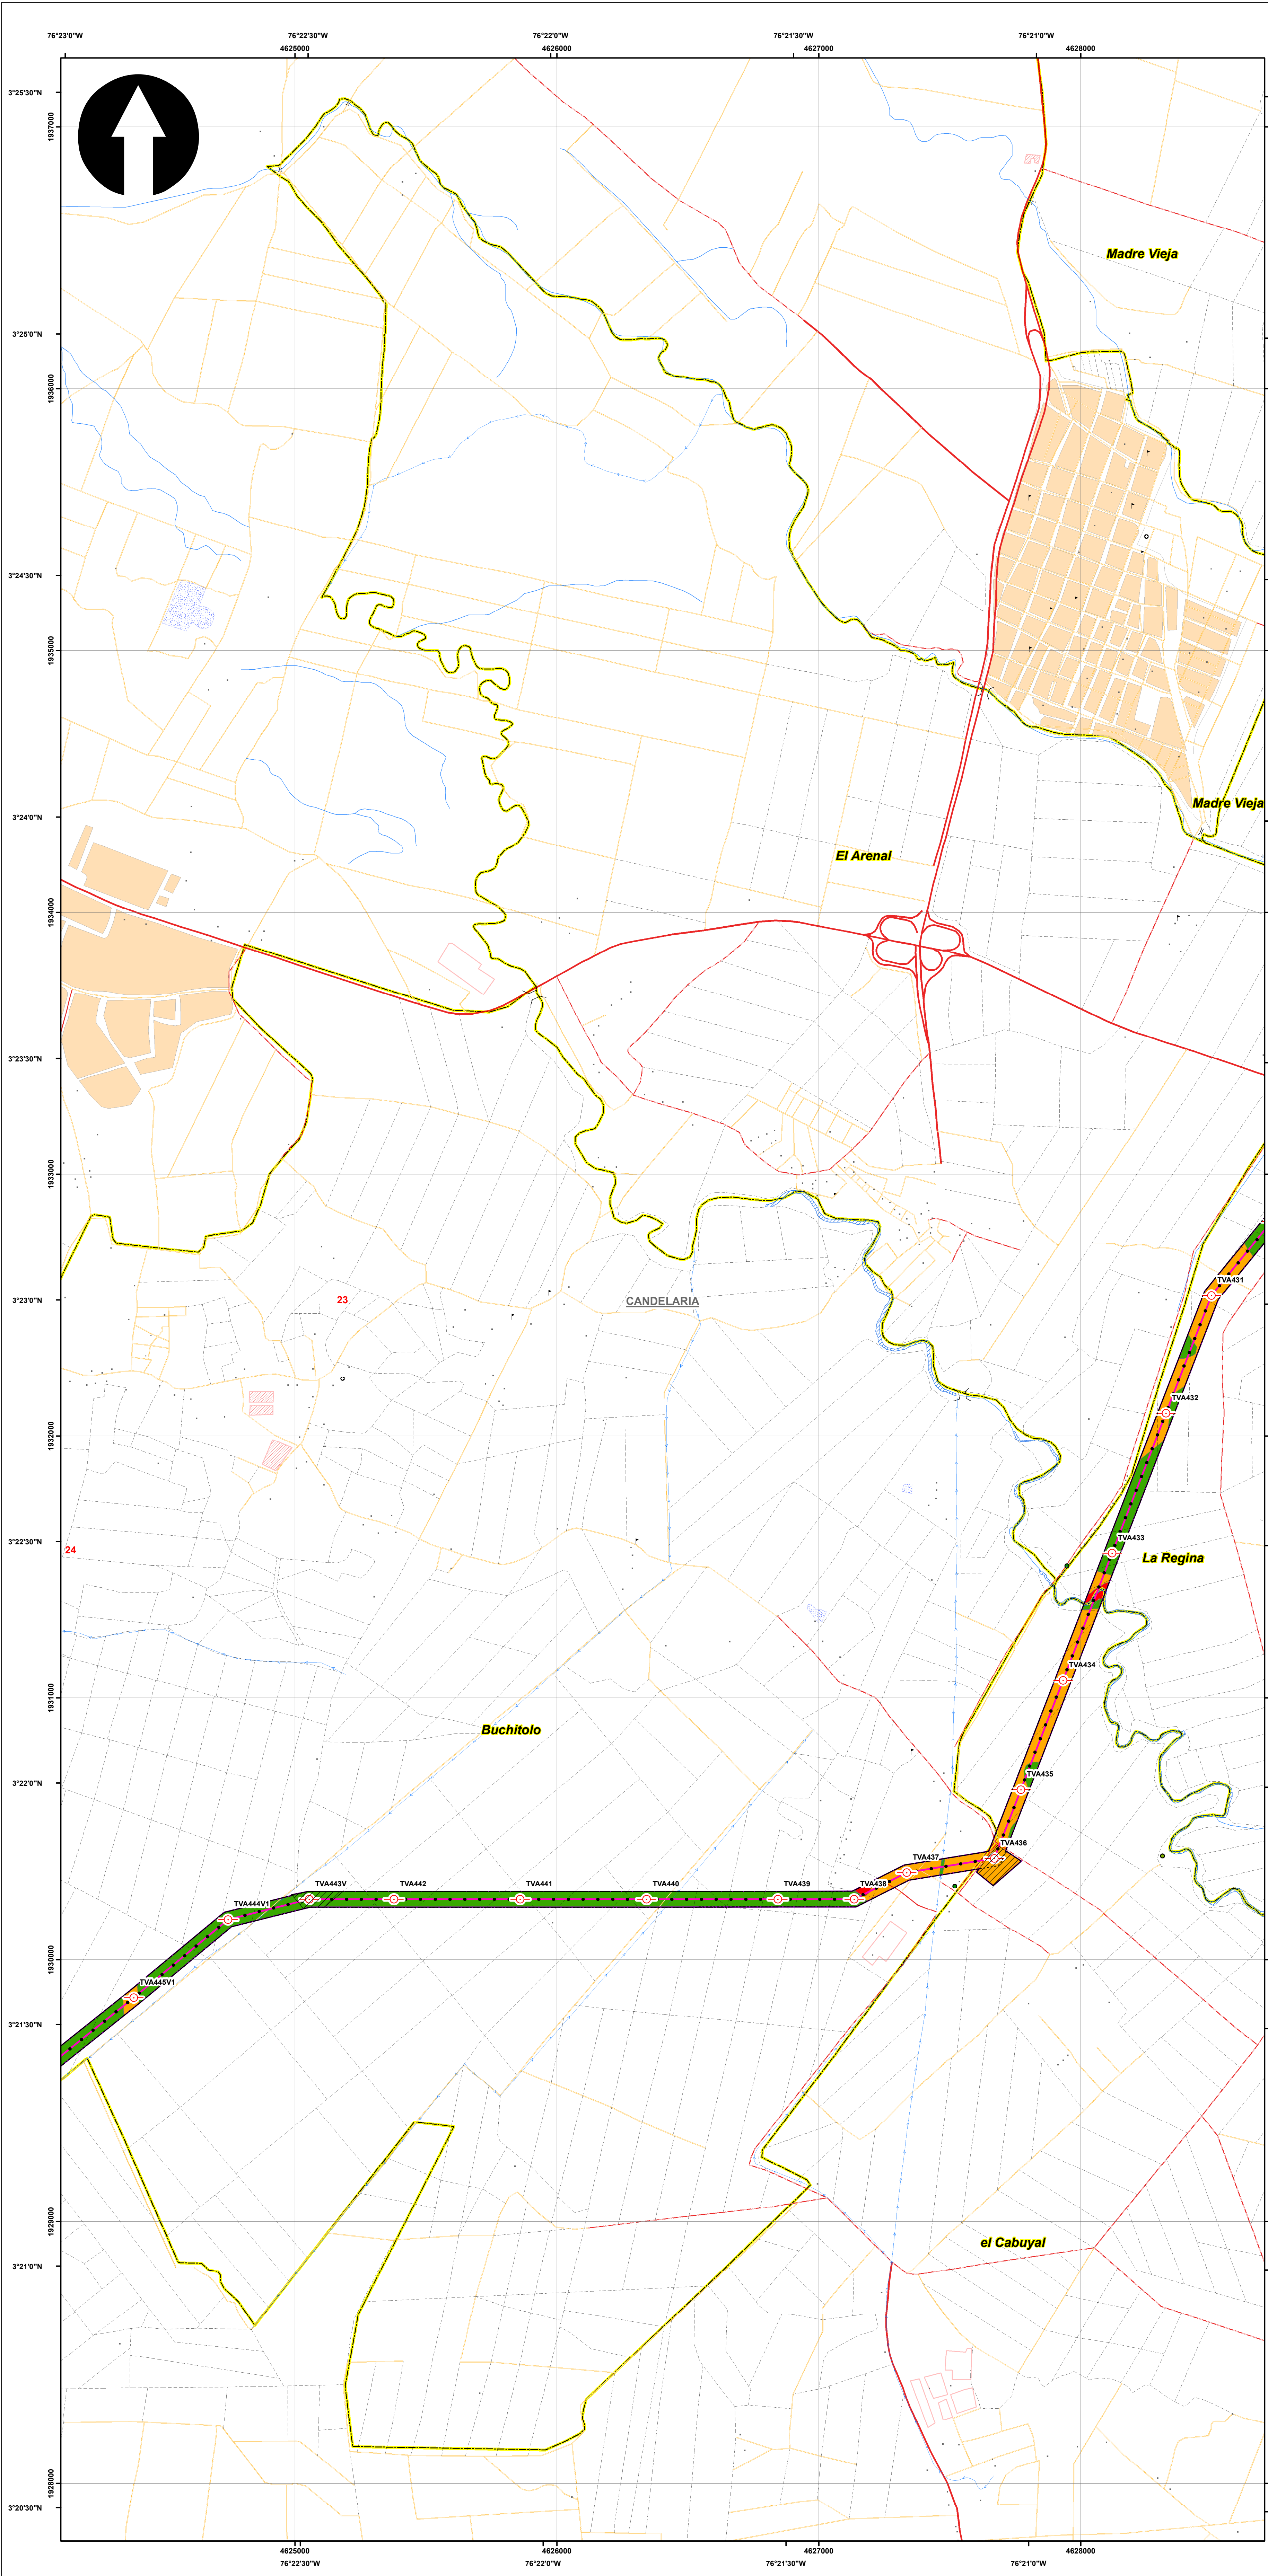 76°23'0"W 76°22'30"W 76°22'0"W 76°21'30"W 76°21'0"W
4625000 4626000 4627000 4628000
3°25'30"N
1937000
Madre Vieja
3°25'0"N
1936000
3°24'30"N
1935000
Madre Vieja
3°24'0"N
El Arenal
1934000
3°23'30"N
1933000
TVA431
3°23'0"N
23
CANDELARIA
TVA432
1932000
TVA433
3°22'30"N
24
La Regina
TVA434
1931000
Buchitolo
TVA435
3°22'0"N
TVA436
TVA437
TVA443V TVA442 TVA441 TVA440 TVA439 TVA438
TVA444V1
1930000
TVA445V1
3°21'30"N
1929000
el Cabuyal
3°21'0"N
1928000
3°20'30"N
4625000 4626000 4627000 4628000
76°22'30"W 76°22'0"W 76°21'30"W 76°21'0"W